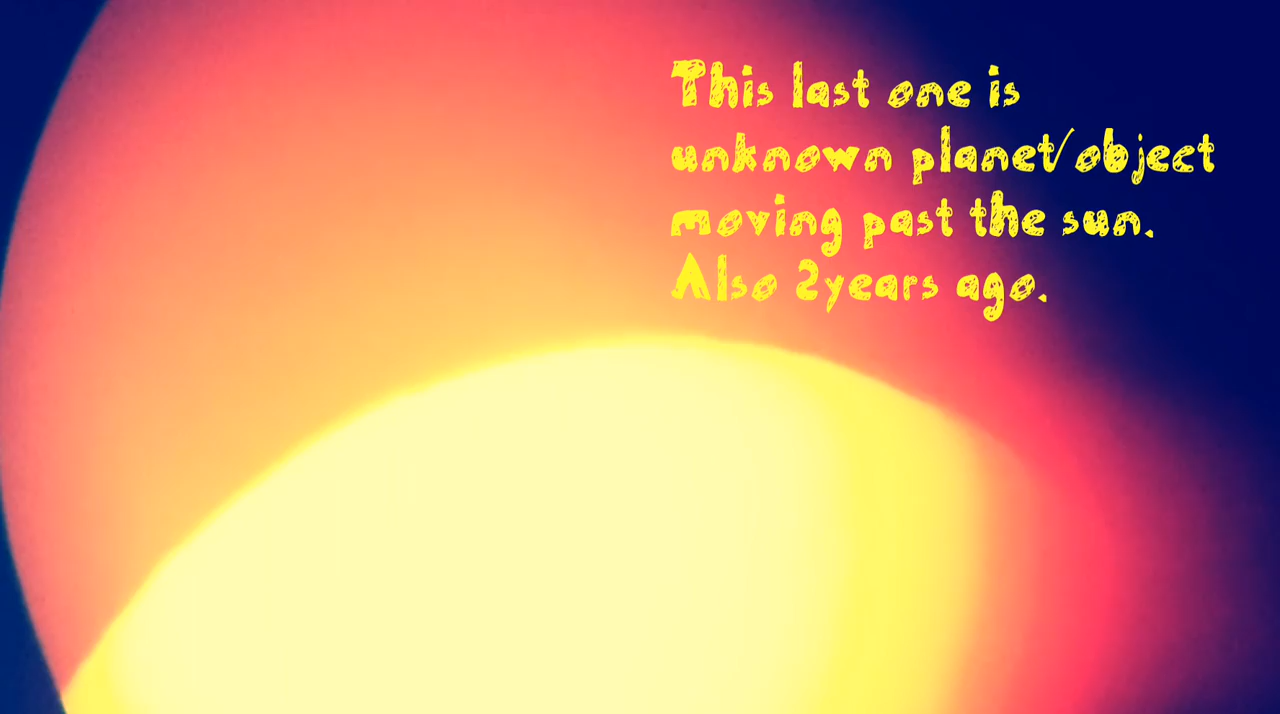 This last one is
unknown planet/object
moving past the sun.
Also 2years ago.